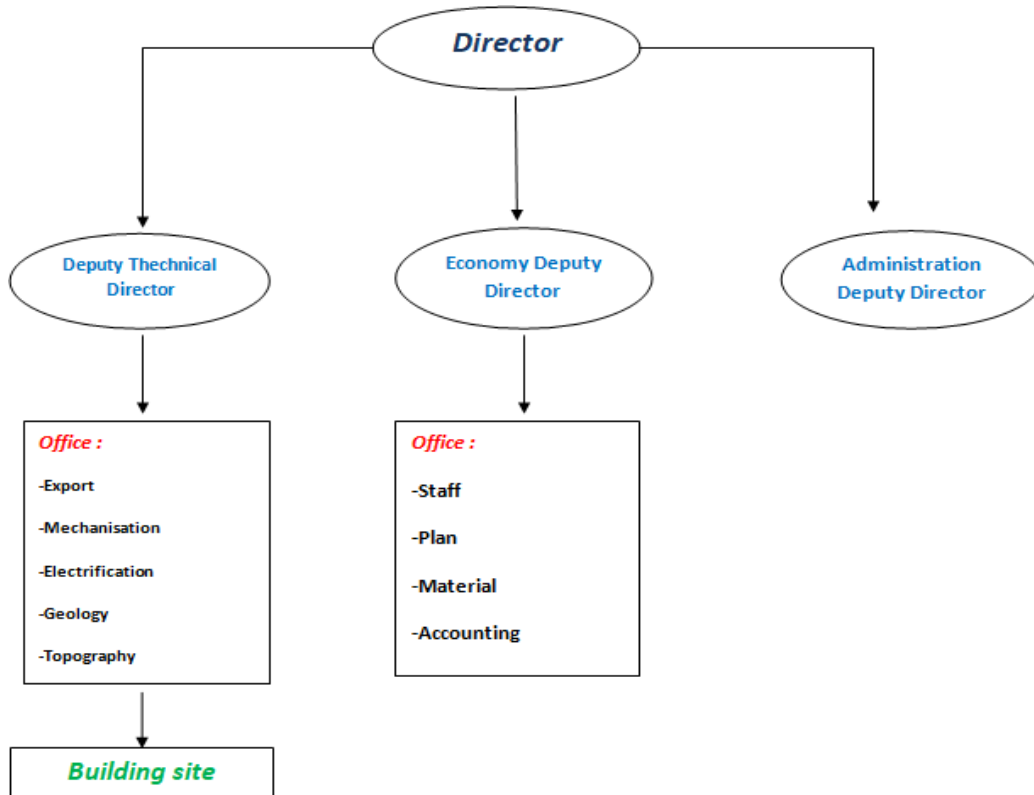 Director
Deputy Thechnical
Director
Economy Deputy
Director
Administration
Deputy Director
Office :
-Export
-Mechanisation
-Electrification
-Geology
-Topography
Office :
-Staff
-Plan
-Material
-Accounting
Building site